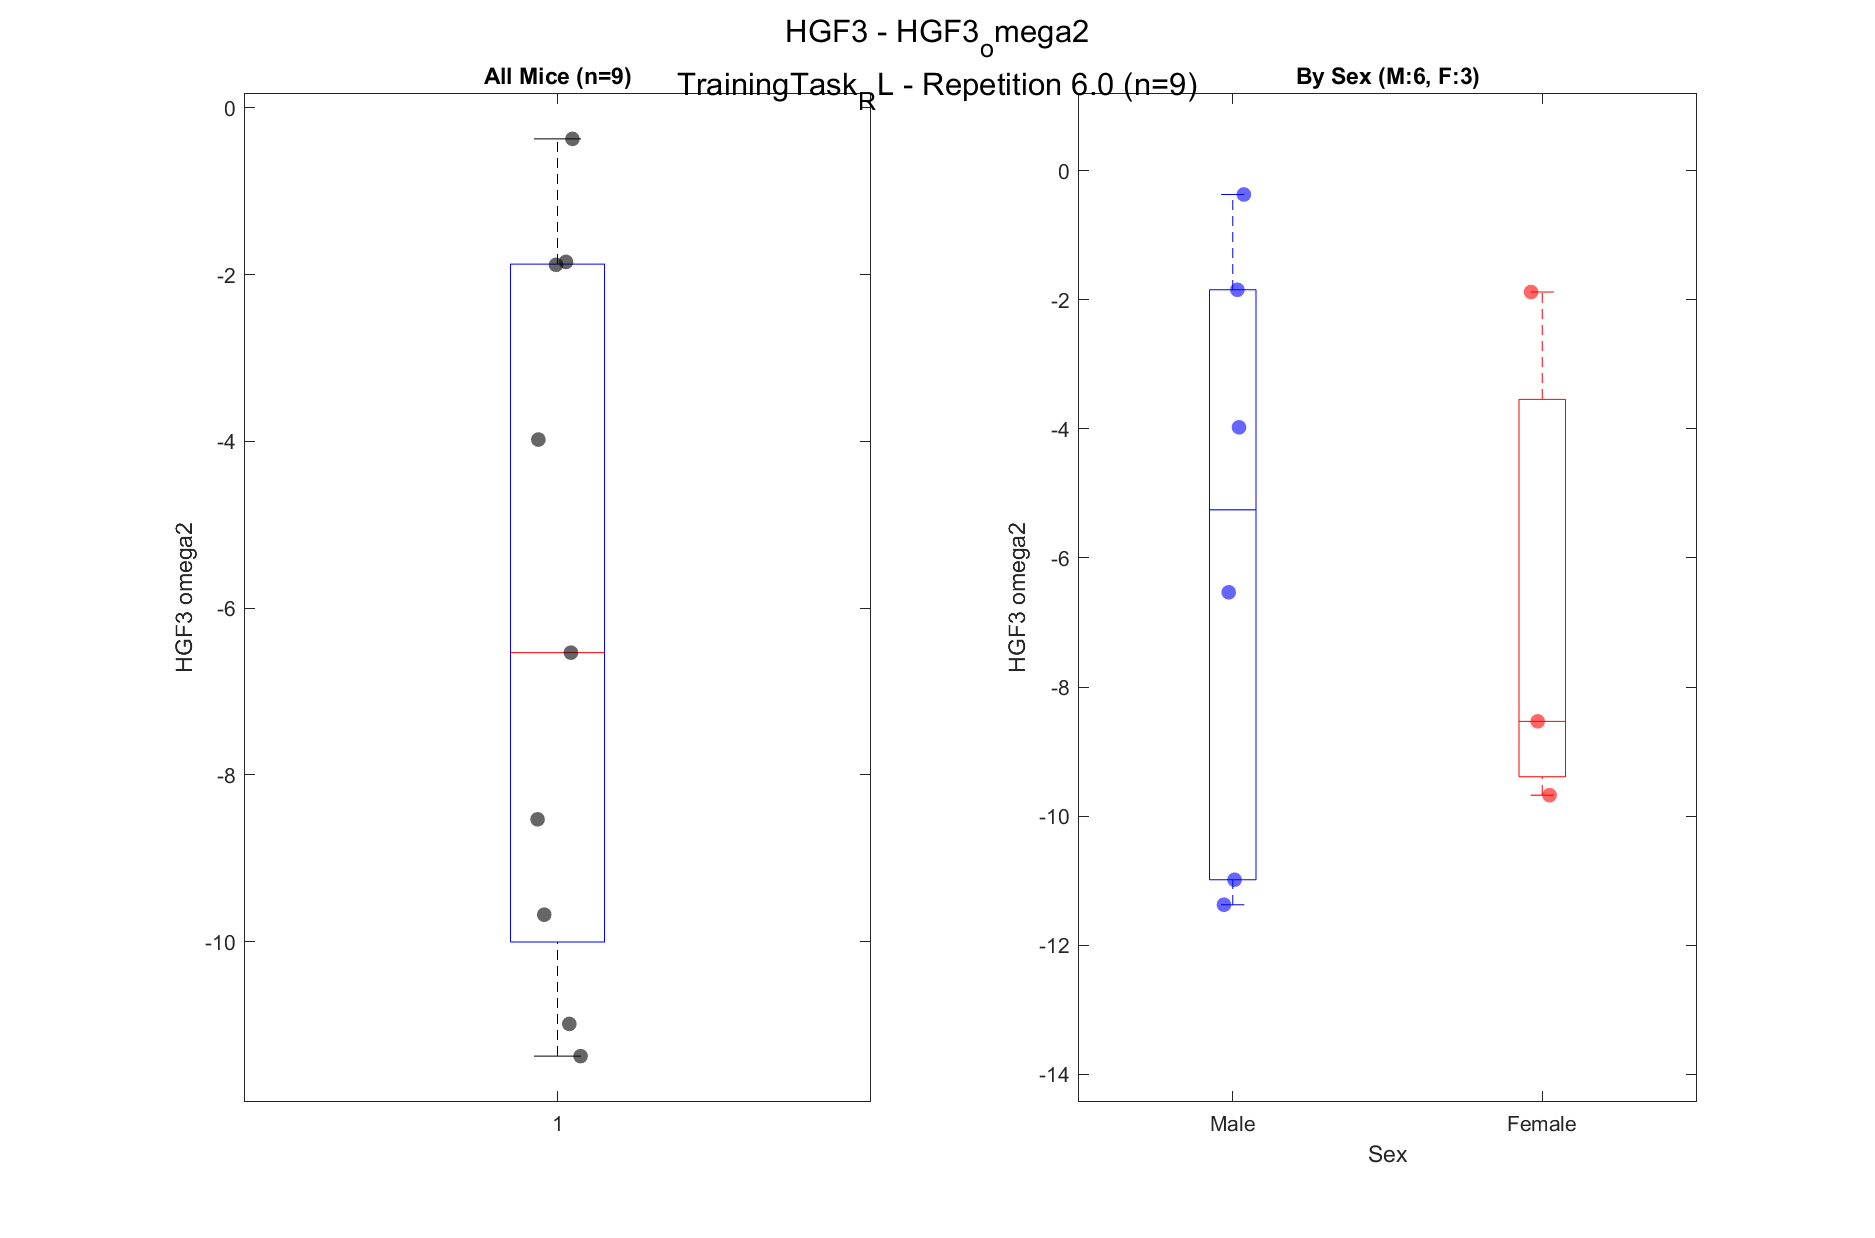 HGF3 - HGF3omega2
TrainingTaskRL - Repetition 6.0 (n=9)
All Mice (n=9)
0
-2
-4
-6
-8
-10
HGF3 omega2
1
By Sex (M:6, F:3)
0
-2
-4
-6
-8
-10
-12
-14
HGF3 omega2
Male Female
Sex